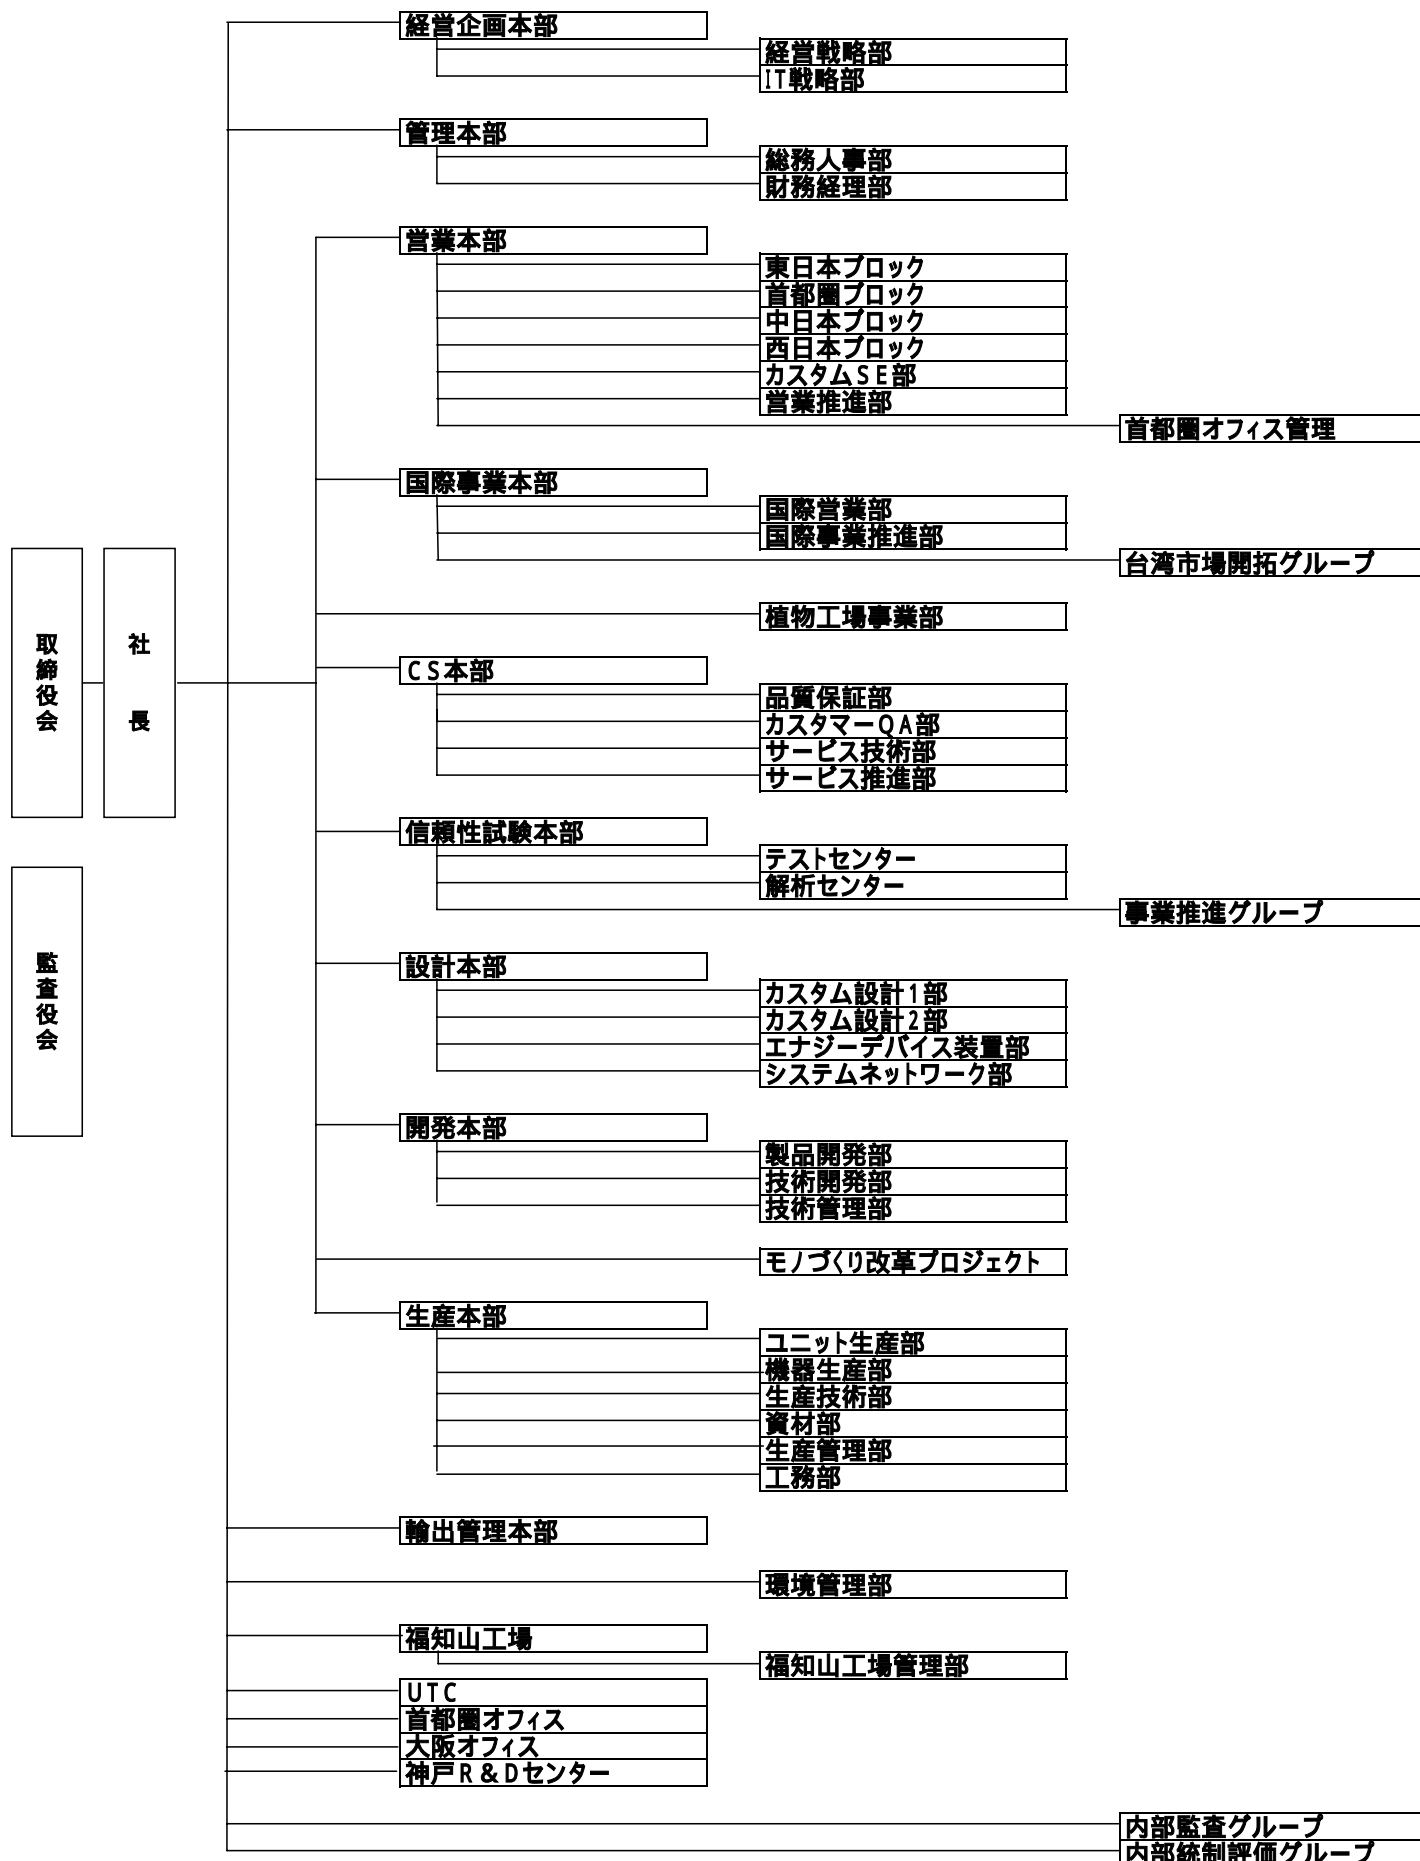 経営企画本部
経営戦略部
IT戦略部
管理本部
総務人事部
財務経理部
営業本部
東日本ブロック
首都圏ブロック
中日本ブロック
西日本ブロック
カスタムSE部
営業推進部
首都圏オフィス管理
国際事業本部
国際営業部
国際事業推進部
台湾市場開拓グループ
植物工場事業部
取締役会
社長
CS本部
品質保証部
カスタマーQA部
サービス技術部
サービス推進部
信頼性試験本部
テストセンター
解析センター
事業推進グループ
監査役会
設計本部
カスタム設計1部
カスタム設計2部
エナジーデバイス装置部
システムネットワーク部
開発本部
製品開発部
技術開発部
技術管理部
モノづくり改革プロジェクト
生産本部
ユニット生産部
機器生産部
生産技術部
資材部
生産管理部
工務部
輸出管理本部
環境管理部
福知山工場
福知山工場管理部
UTC
首都圏オフィス
大阪オフィス
神戸R&Dセンター
内部監査グループ
内部統制評価グループ